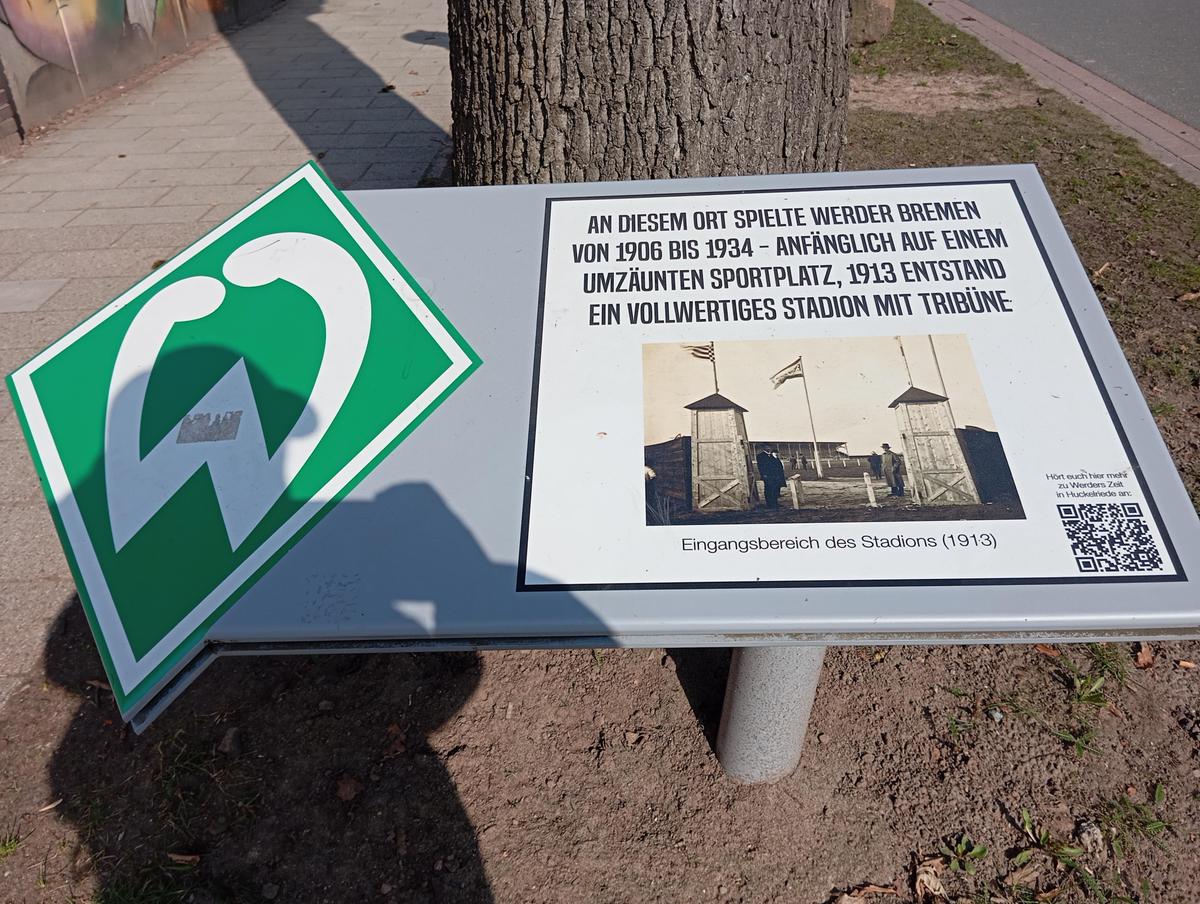 AN DIESEM ORT SPIELTE WERDER BREMEN
VON 1906 BIS 1934 - ANFÄNGLICH AUF EINEM
UMZÄUNTEN SPORTPLATZ, 1913 ENTSTAND
EIN VOLLWERTIGES STADION MIT TRIBÜNE
Eingangsbereich des Stadions (1913)
Hört euch hier mehr
zu Werders Zeit
in Huckelriede an:
W